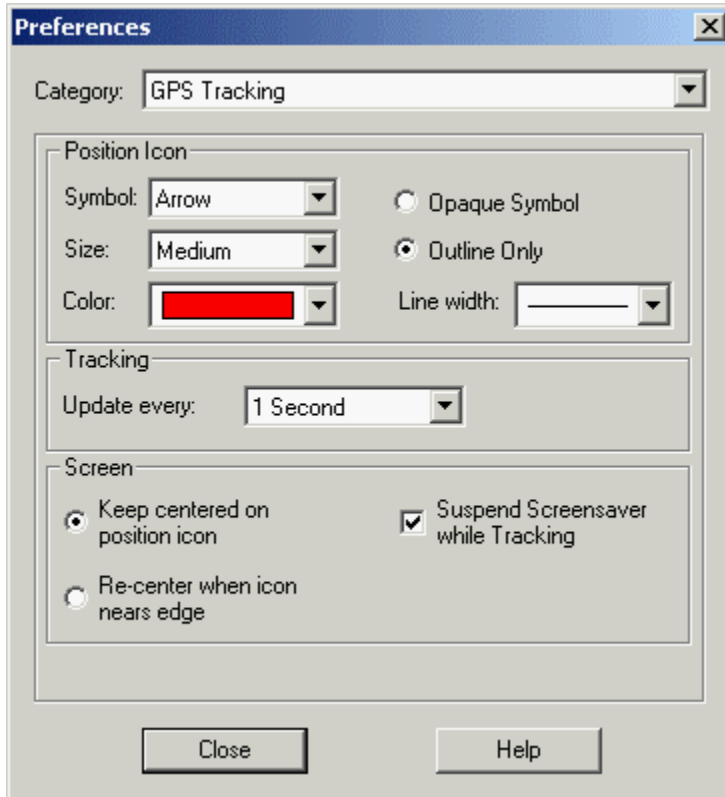 Preferences
Category: GPS Tracking
Position Icon
Symbol: Arrow
Opaque Symbol
Size: Medium
Outline Only
Color:
Line width:
Tracking
Update every: 1 Second
Screen
Keep centered on
position icon
Suspend Screensaver
while Tracking
Re-center when icon
nears edge
Close
Help